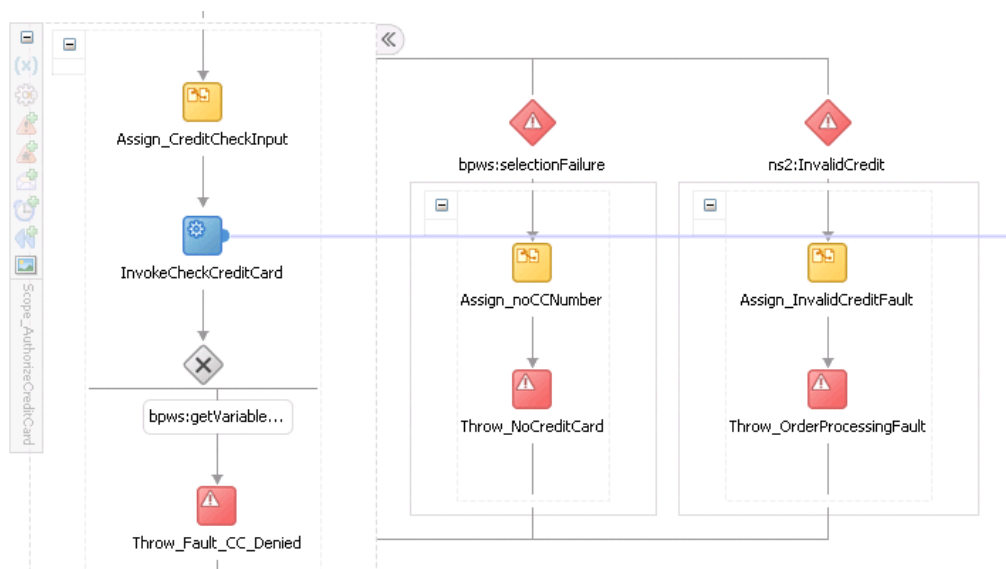 Assign_CreditCheckInput
InvokeCheckCreditCard
bpws:getVariable...
Throw_Fault_CC_Denied
Scope_AuthorizeCreditCard
bpws:selectionFailure
Assign_noCCNumber
Throw_NoCreditCard
ns2:InvalidCredit
Assign_InvalidCreditFault
Throw_OrderProcessingFault